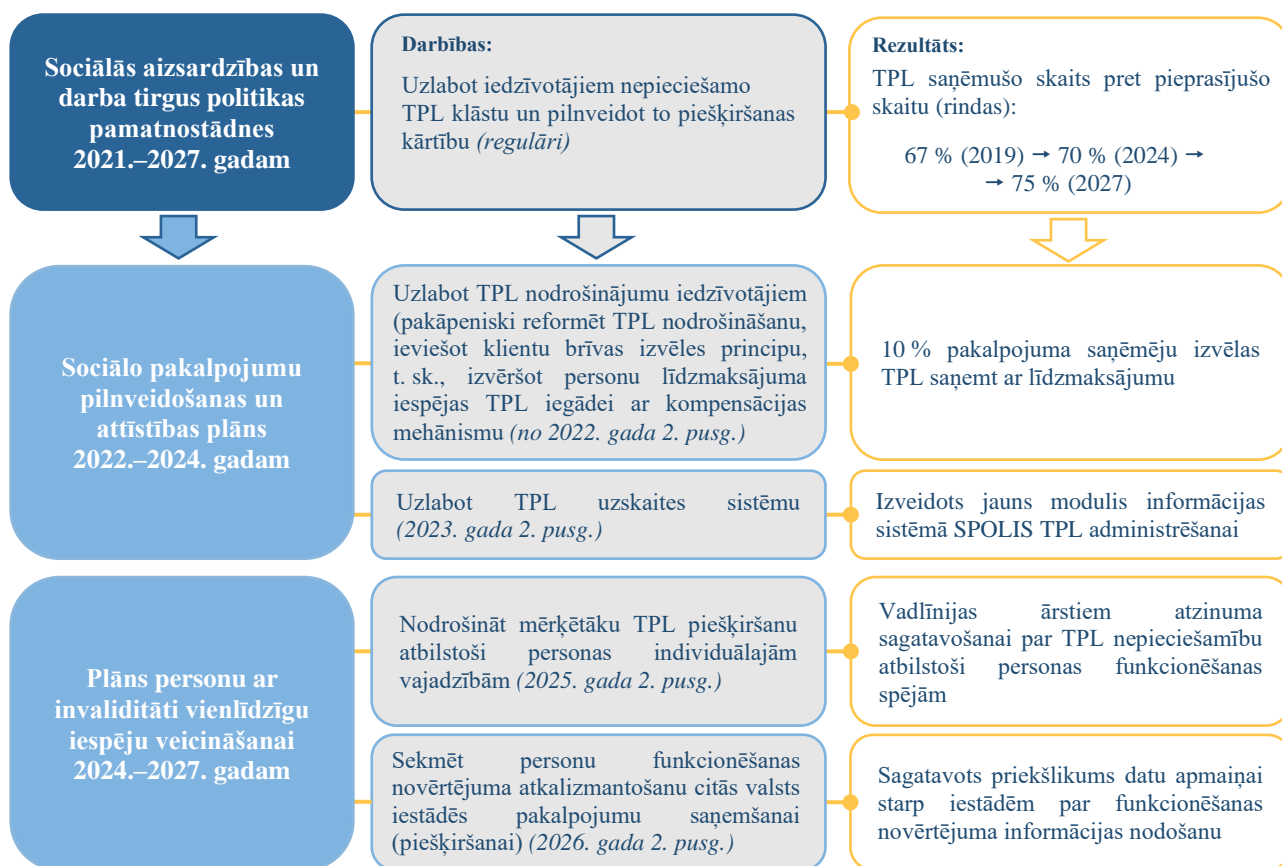 Sociālās aizsardzības un
darba tirgus politikas
pamatnostādnes
2021.–2027. gadam
Darbības:
Uzlabot iedzīvotājiem nepieciešamo
TPL klāstu un pilnveidot to piešķiršanas
kārtību (regulāri)
Rezultāts:
TPL saņēmušo skaits pret pieprasījušo
skaitu (rindas):
67 % (2019) → 70 % (2024) →
→ 75 % (2027)
Sociālo pakalpojumu
pilnveidošanas un
attīstības plāns
2022.–2024. gadam
Uzlabot TPL nodrošinājumu iedzīvotājiem
(pakāpeniski reformēt TPL nodrošināšanu,
ieviešot klientu brīvas izvēles principu,
t. sk., izvēršot personu līdzmaksājuma
iespējas TPL iegādei ar kompensācijas
mehānismu (no 2022. gada 2. pusg.)
10 % pakalpojuma saņēmēju izvēlas
TPL saņemt ar līdzmaksājumu
Uzlabot TPL uzskaites sistēmu
(2023. gada 2. pusg.)
Izveidots jauns modulis informācijas
sistēmā SPOLIS TPL administrēšanai
Plāns personu ar
invaliditāti vienlīdzīgu
iespēju veicināšanai
2024.–2027. gadam
Nodrošināt mērķētāku TPL piešķiršanu
atbilstoši personas individuālajām
vajadzībām (2025. gada 2. pusg.)
Vadlīnijas ārstiem atzinuma
sagatavošanai par TPL nepieciešamību
atbilstoši personas funkcionēšanas
spējām
Sekmēt personu funkcionēšanas
novērtējuma atkalizmantošanu citās valsts
iestādēs pakalpojumu saņemšanai
(piešķiršanai) (2026. gada 2. pusg.)
Sagatavots priekšlikums datu apmaiņai
starp iestādēm par funkcionēšanas
novērtējuma informācijas nodošanu